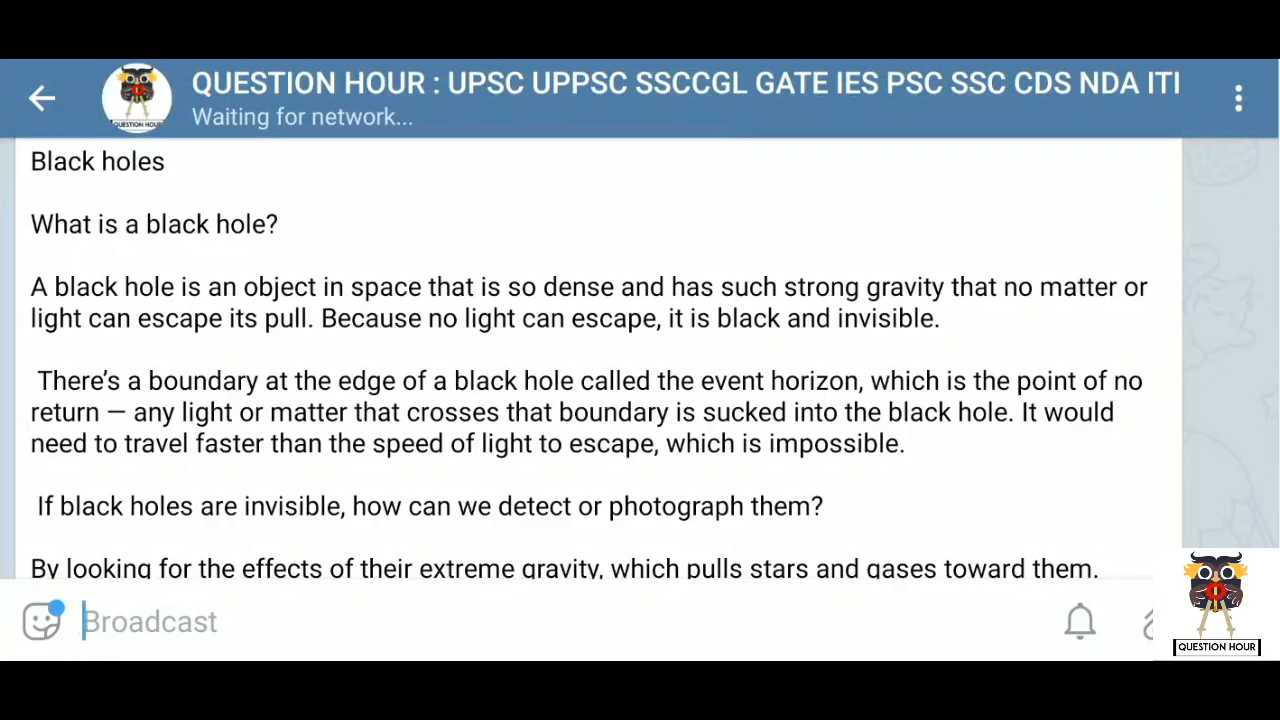 QUESTION HOUR : UPSC UPPSC SSCCGL GATE IES PSC SSC CDS NDA ITI
Waiting for network...
QUESTION HOUR
Black holes
What is a black hole?
A black hole is an object in space that is so dense and has such strong gravity that no matter or
light can escape its pull. Because no light can escape, it is black and invisible.
There’s a boundary at the edge of a black hole called the event horizon, which is the point of no
return — any light or matter that crosses that boundary is sucked into the black hole. It would
need to travel faster than the speed of light to escape, which is impossible.
If black holes are invisible, how can we detect or photograph them?
By looking for the effects of their extreme gravity, which pulls stars and gases toward them.
Broadcast
QUESTION HOUR